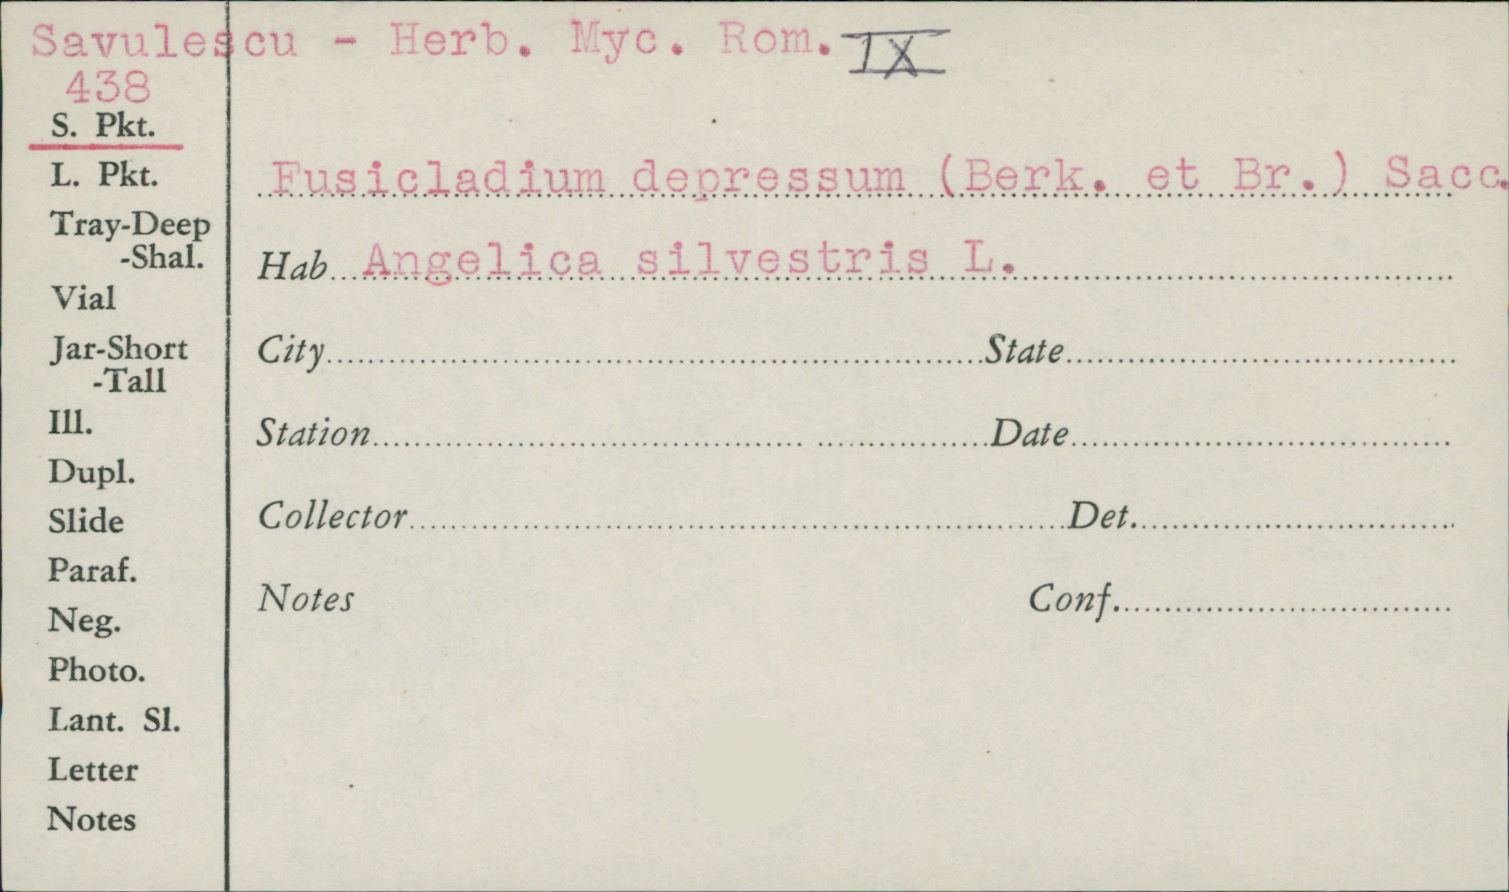 Savulescu - Herb. Myc. Rom. IX
438
S. Pkt.
L. Pkt.
Tray-Deep
-Shal.
Vial
Jar-Short
-Tall
Ill.
Dupl.
Slide
Paraf.
Neg.
Photo.
Lant. Sl.
Letter
Notes
Fusicladium depressum (Berk. et Br.) Sacc.
Hab Angelica silvestris L.
City State
Station Date
Collector Det.
Notes Conf.